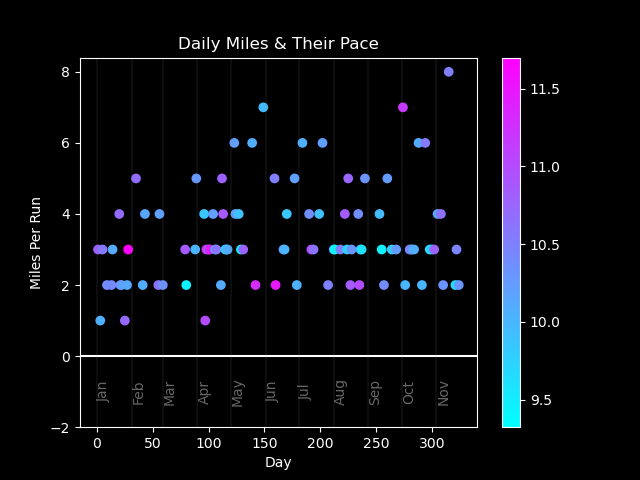 Daily Miles & Their Pace
Miles Per Run
8
6
4
2
0
−2
Jan
Feb
Mar
Apr
May
Jun
Jul
Aug
Sep
Oct
Nov
0 50 100 150 200 250 300
Day
11.5
11.0
10.5
10.0
9.5